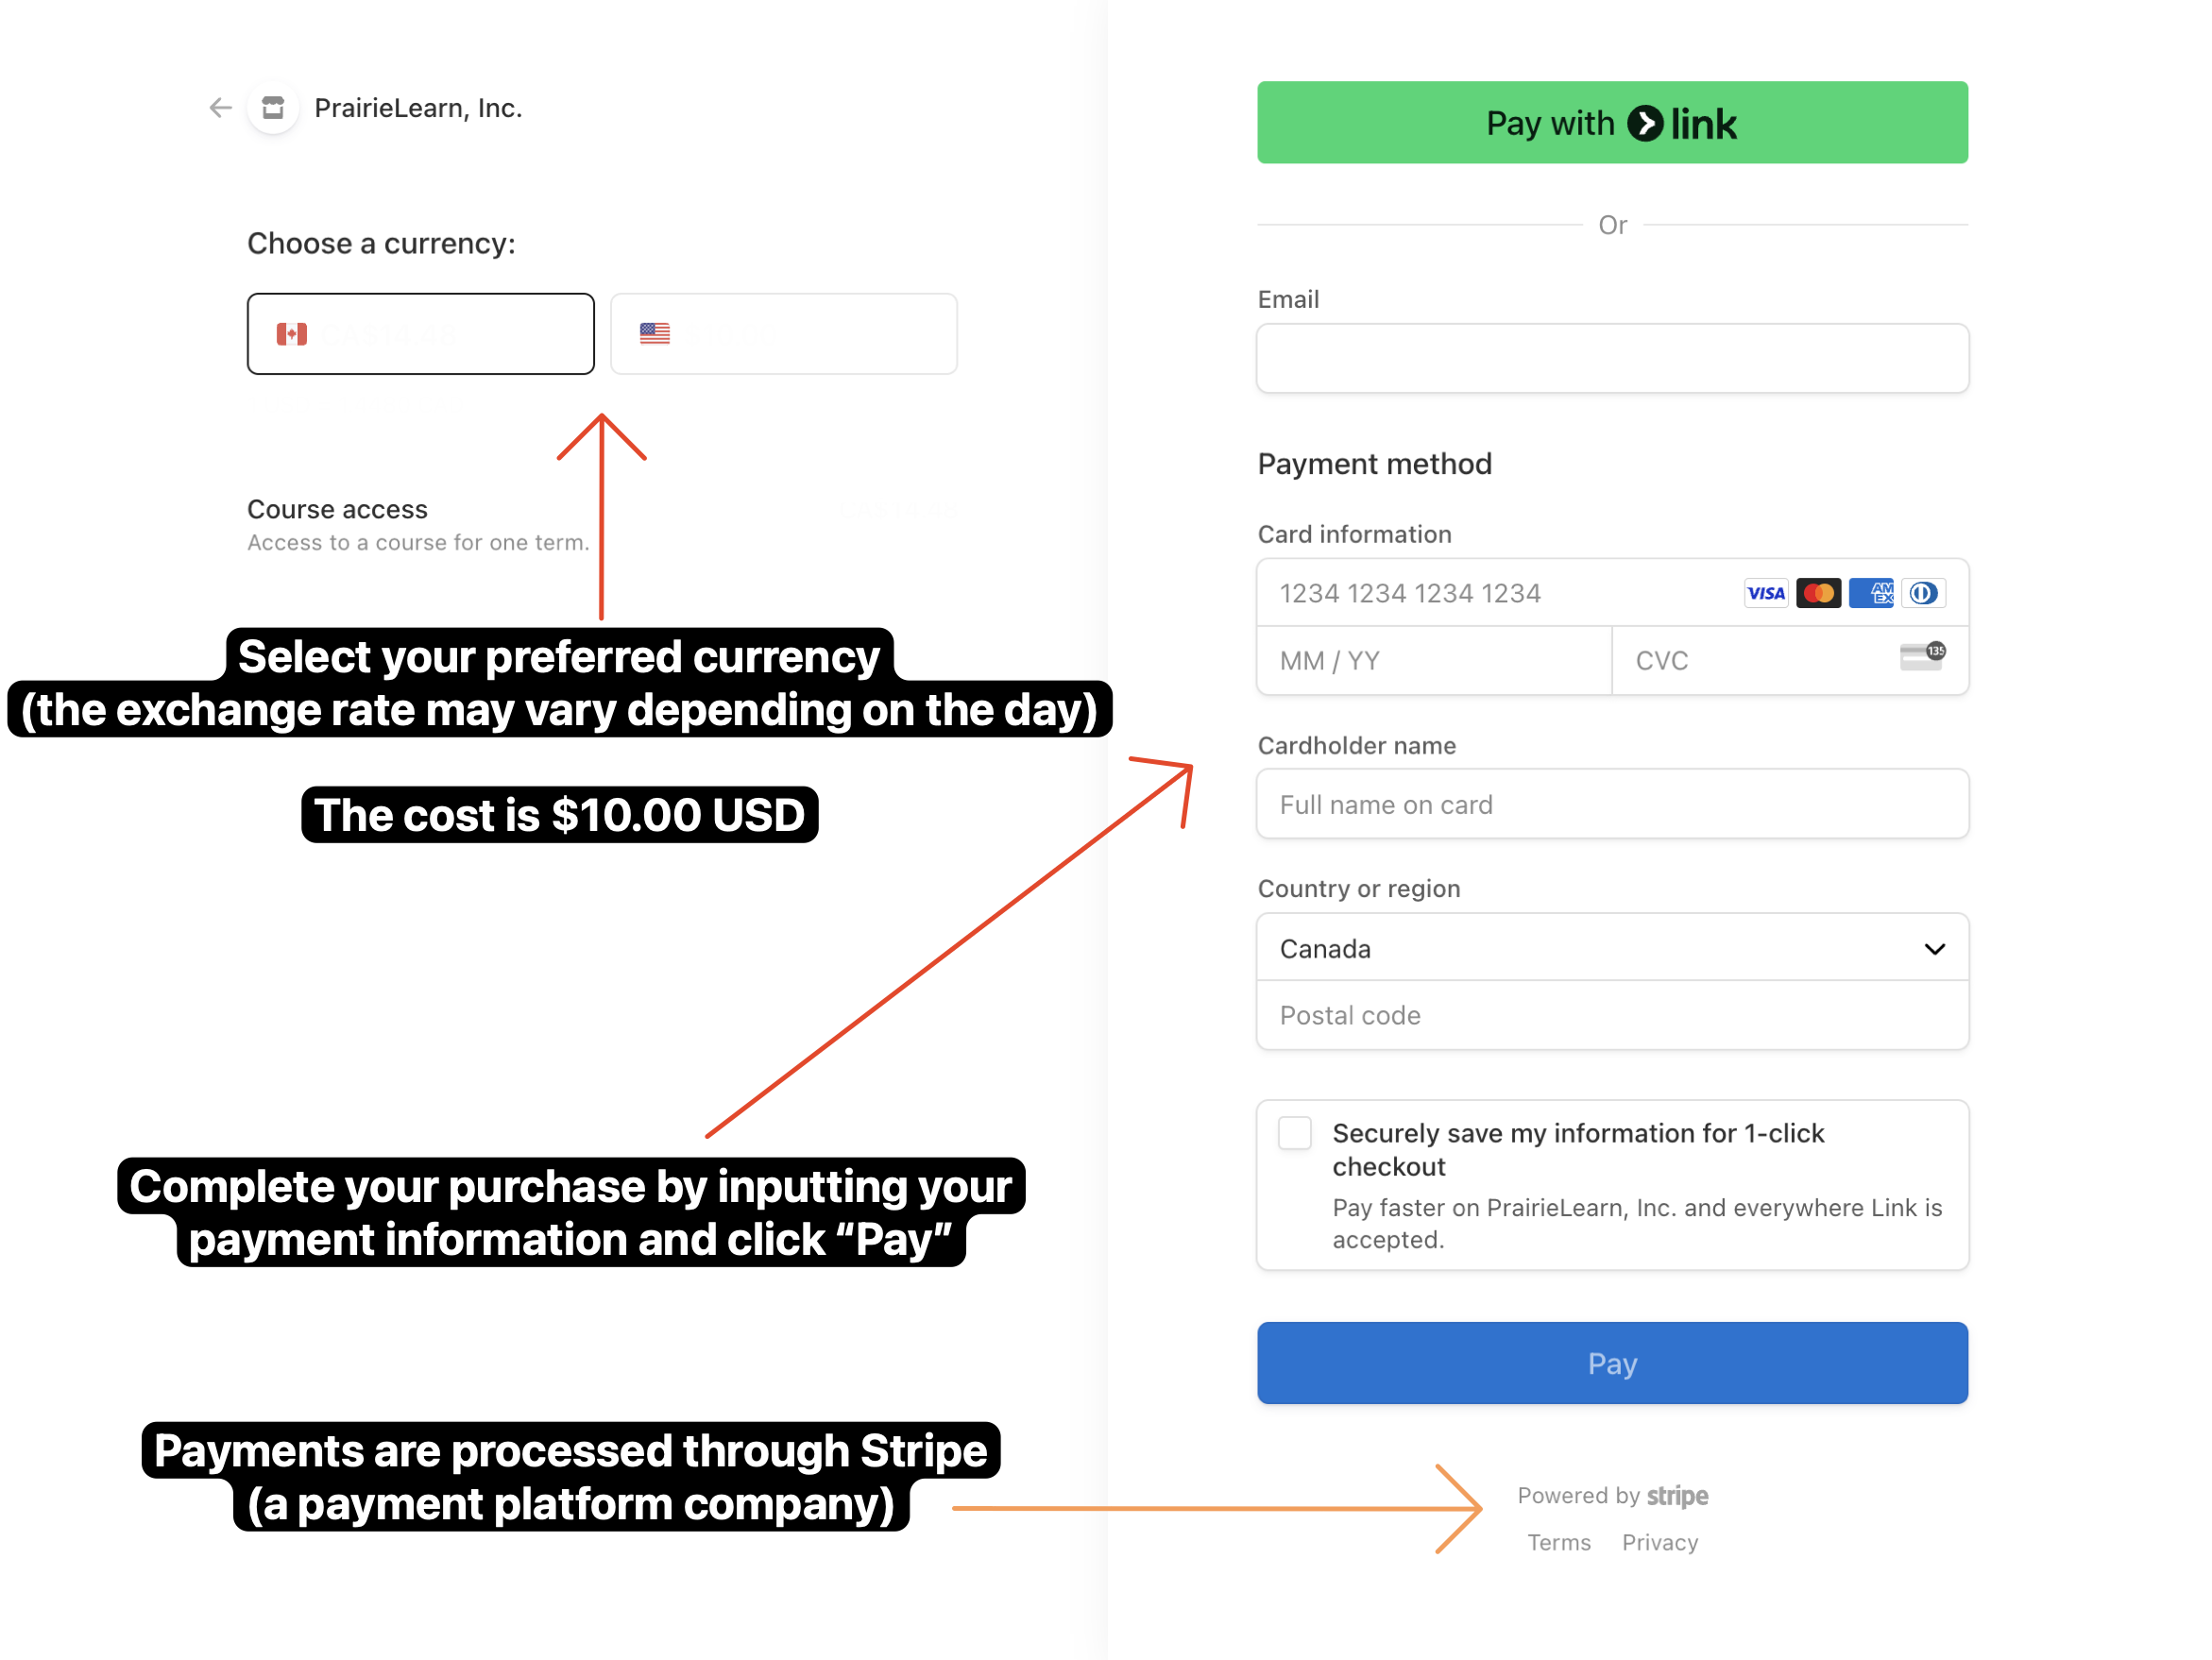 PrairieLearn, Inc.
Choose a currency:
Course access
Access to a course for one term.
Select your preferred currency
(the exchange rate may vary depending on the day)
The cost is $10.00 USD
Complete your purchase by inputting your
payment information and click “Pay”
Payments are processed through Stripe
(a payment platform company)
Pay with link
Or
Email
Payment method
Card information
1234 1234 1234 1234
VISA
AMEX
MM / YY
CVC
135
Cardholder name
Full name on card
Country or region
Canada
Postal code
Securely save my information for 1-click
checkout
Pay faster on PrairieLearn, Inc. and everywhere Link is
accepted.
Pay
Powered by stripe
Terms Privacy